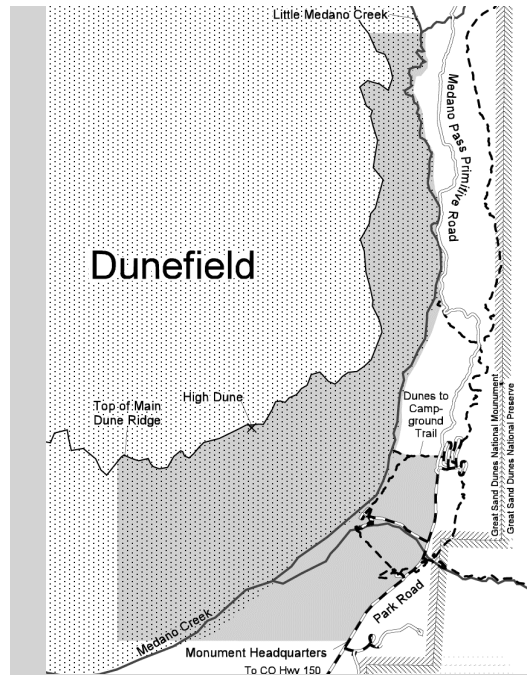 Little Medano Creek
Medano Pass Primitive Road
Dunefield
High Dune
Top of Main
Dune Ridge
Dunes to
Camp-
ground
Trail
Great Sand Dunes National Monument
Great Sand Dunes National Preserve
Medano Creek
Park Road
Monument Headquarters
To CO Hwy 150